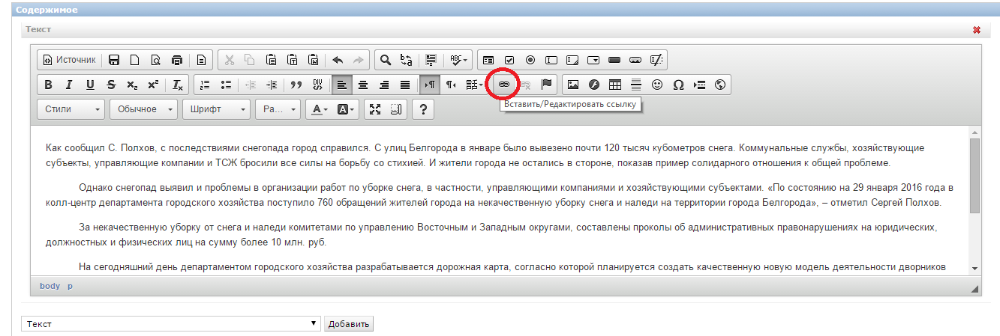 Содержимое
Текст
Источник
ABC
B I U S x₂ x² Iₓ
DIV
Ω
Вставить/Редактировать ссылку
Стили Обычное Шрифт Ра... A A ?
Как сообщил С. Полхов, с последствиями снегопада город справился. С улиц Белгорода в январе было вывезено почти 120 тысяч кубометров снега. Коммунальные службы, хозяйствующие
субъекты, управляющие компании и ТСЖ бросили все силы на борьбу со стихией. И жители города не остались в стороне, показав пример солидарного отношения к общей проблеме.
Однако снегопад выявил и проблемы в организации работ по уборке снега, в частности, управляющими компаниями и хозяйствующими субъектами. «По состоянию на 29 января 2016 года в
колл-центр департамента городского хозяйства поступило 760 обращений жителей города на некачественную уборку снега и наледи на территории города Белгорода», – отметил Сергей Полхов.
За некачественную уборку от снега и наледи комитетами по управлению Восточным и Западным округами, составлены проколы об административных правонарушениях на юридических,
должностных и физических лиц на сумму более 10 млн. руб.
На сегодняшний день департаментом городского хозяйства разрабатывается дорожная карта, согласно которой планируется создать качественную новую модель деятельности дворников
body p
Текст Добавить